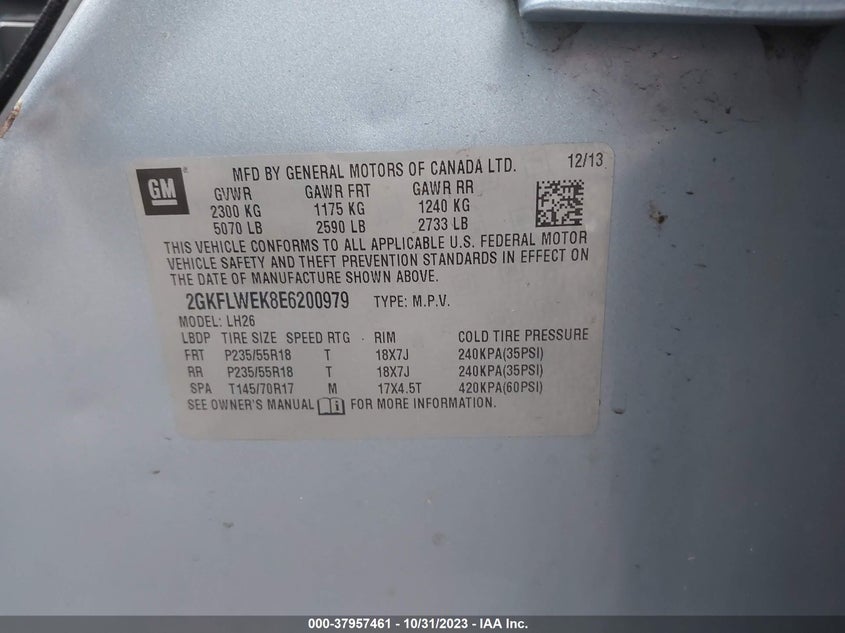 GM
MFD BY GENERAL MOTORS OF CANADA LTD. 12/13
GVWR GAWR FRT GAWR RR
2300 KG 1175 KG 1240 KG
5070 LB 2590 LB 2733 LB
THIS VEHICLE CONFORMS TO ALL APPLICABLE U.S. FEDERAL MOTOR
VEHICLE SAFETY AND THEFT PREVENTION STANDARDS IN EFFECT ON
THE DATE OF MANUFACTURE SHOWN ABOVE.
2GKFLWEK8E6200979 TYPE: M.P.V.
MODEL: LH26
LBDP TIRE SIZE SPEED RTG RIM COLD TIRE PRESSURE
FRT P235/55R18 T 18X7J 240KPA(35PSI)
RR P235/55R18 T 18X7J 240KPA(35PSI)
SPA T145/70R17 M 17X4.5T 420KPA(60PSI)
SEE OWNER'S MANUAL i FOR MORE INFORMATION.
000-37957461 - 10/31/2023 - IAA Inc.